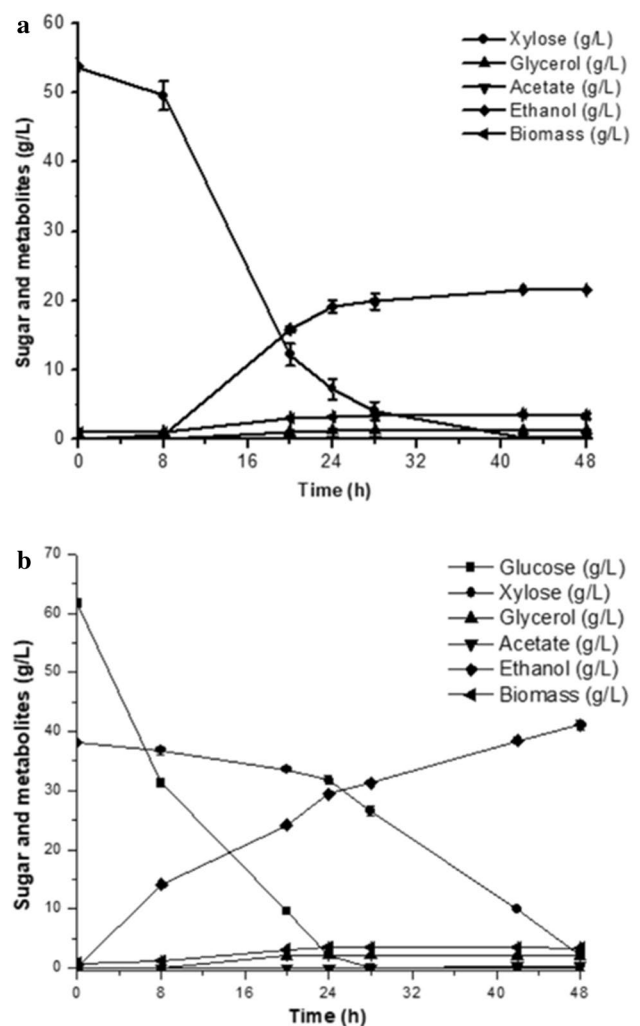 a
60
50
40
30
20
10
0
Sugar and metabolites (g/L)
Xylose (g/L)
Glycerol (g/L)
Acetate (g/L)
Ethanol (g/L)
Biomass (g/L)
0 8 16 24 32 40 48
Time (h)
b
70
60
50
40
30
20
10
0
Sugar and metabolites (g/L)
Glucose (g/L)
Xylose (g/L)
Glycerol (g/L)
Acetate (g/L)
Ethanol (g/L)
Biomass (g/L)
0 8 16 24 32 40 48
Time (h)